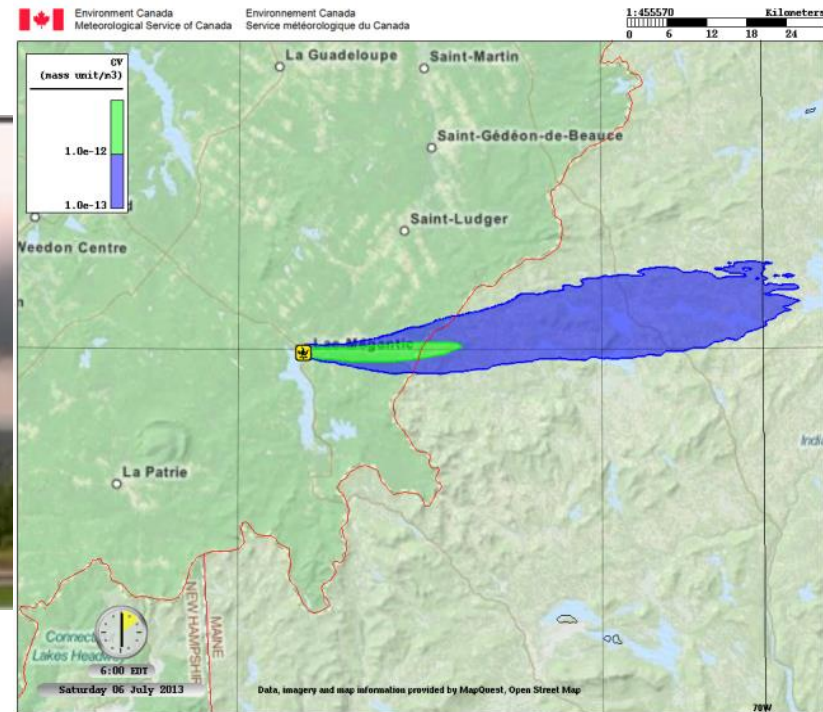 Environment Canada
Meteorological Service of Canada
Environnement Canada
Service météorologique du Canada
1:455570 Kilometers
0 6 12 18 24
CV
(mass unit/m3)
1.0e-12
1.0e-13
La Guadeloupe
Saint-Martin
Saint-Gédéon-de-Beauce
Saint-Ludger
Weedon Centre
Lac Mégantic
La Patrie
NEW HAMPSHIRE
MAINE
Lakes
6:00 EDT
Saturday 06 July 2013
Data, imagery and map information provided by MapQuest, Open Street Map
70W